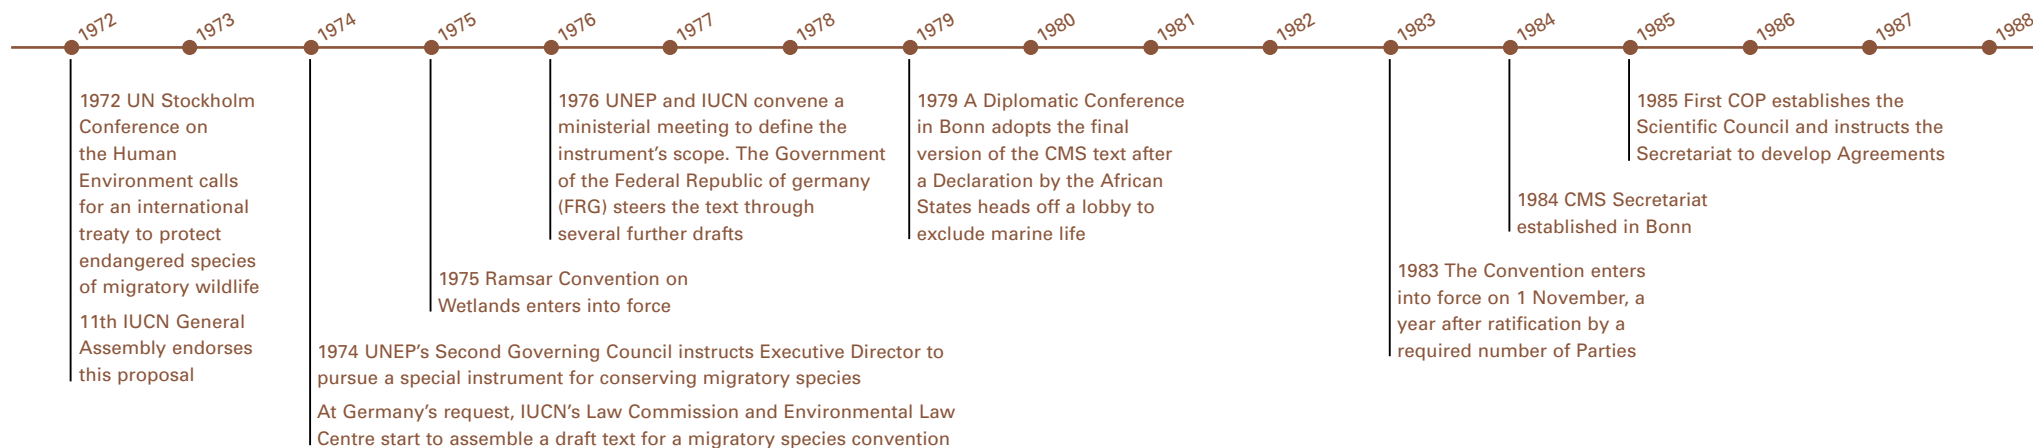 1972
1973
1974
1975
1976
1977
1978
1979
1980
1981
1982
1983
1984
1985
1986
1987
1988
1972 UN Stockholm
Conference on
the Human
Environment calls
for an international
treaty to protect
endangered species
of migratory wildlife
11th IUCN General
Assembly endorses
this proposal
1974 UNEP’s Second Governing Council instructs Executive Director to
pursue a special instrument for conserving migratory species
At Germany’s request, IUCN’s Law Commission and Environmental Law
Centre start to assemble a draft text for a migratory species convention
1975 Ramsar Convention on
Wetlands enters into force
1976 UNEP and IUCN convene a
ministerial meeting to define the
instrument’s scope. The Government
of the Federal Republic of germany
(FRG) steers the text through
several further drafts
1979 A Diplomatic Conference
in Bonn adopts the final
version of the CMS text after
a Declaration by the African
States heads off a lobby to
exclude marine life
1983 The Convention enters
into force on 1 November, a
year after ratification by a
required number of Parties
1984 CMS Secretariat
established in Bonn
1985 First COP establishes the
Scientific Council and instructs the
Secretariat to develop Agreements